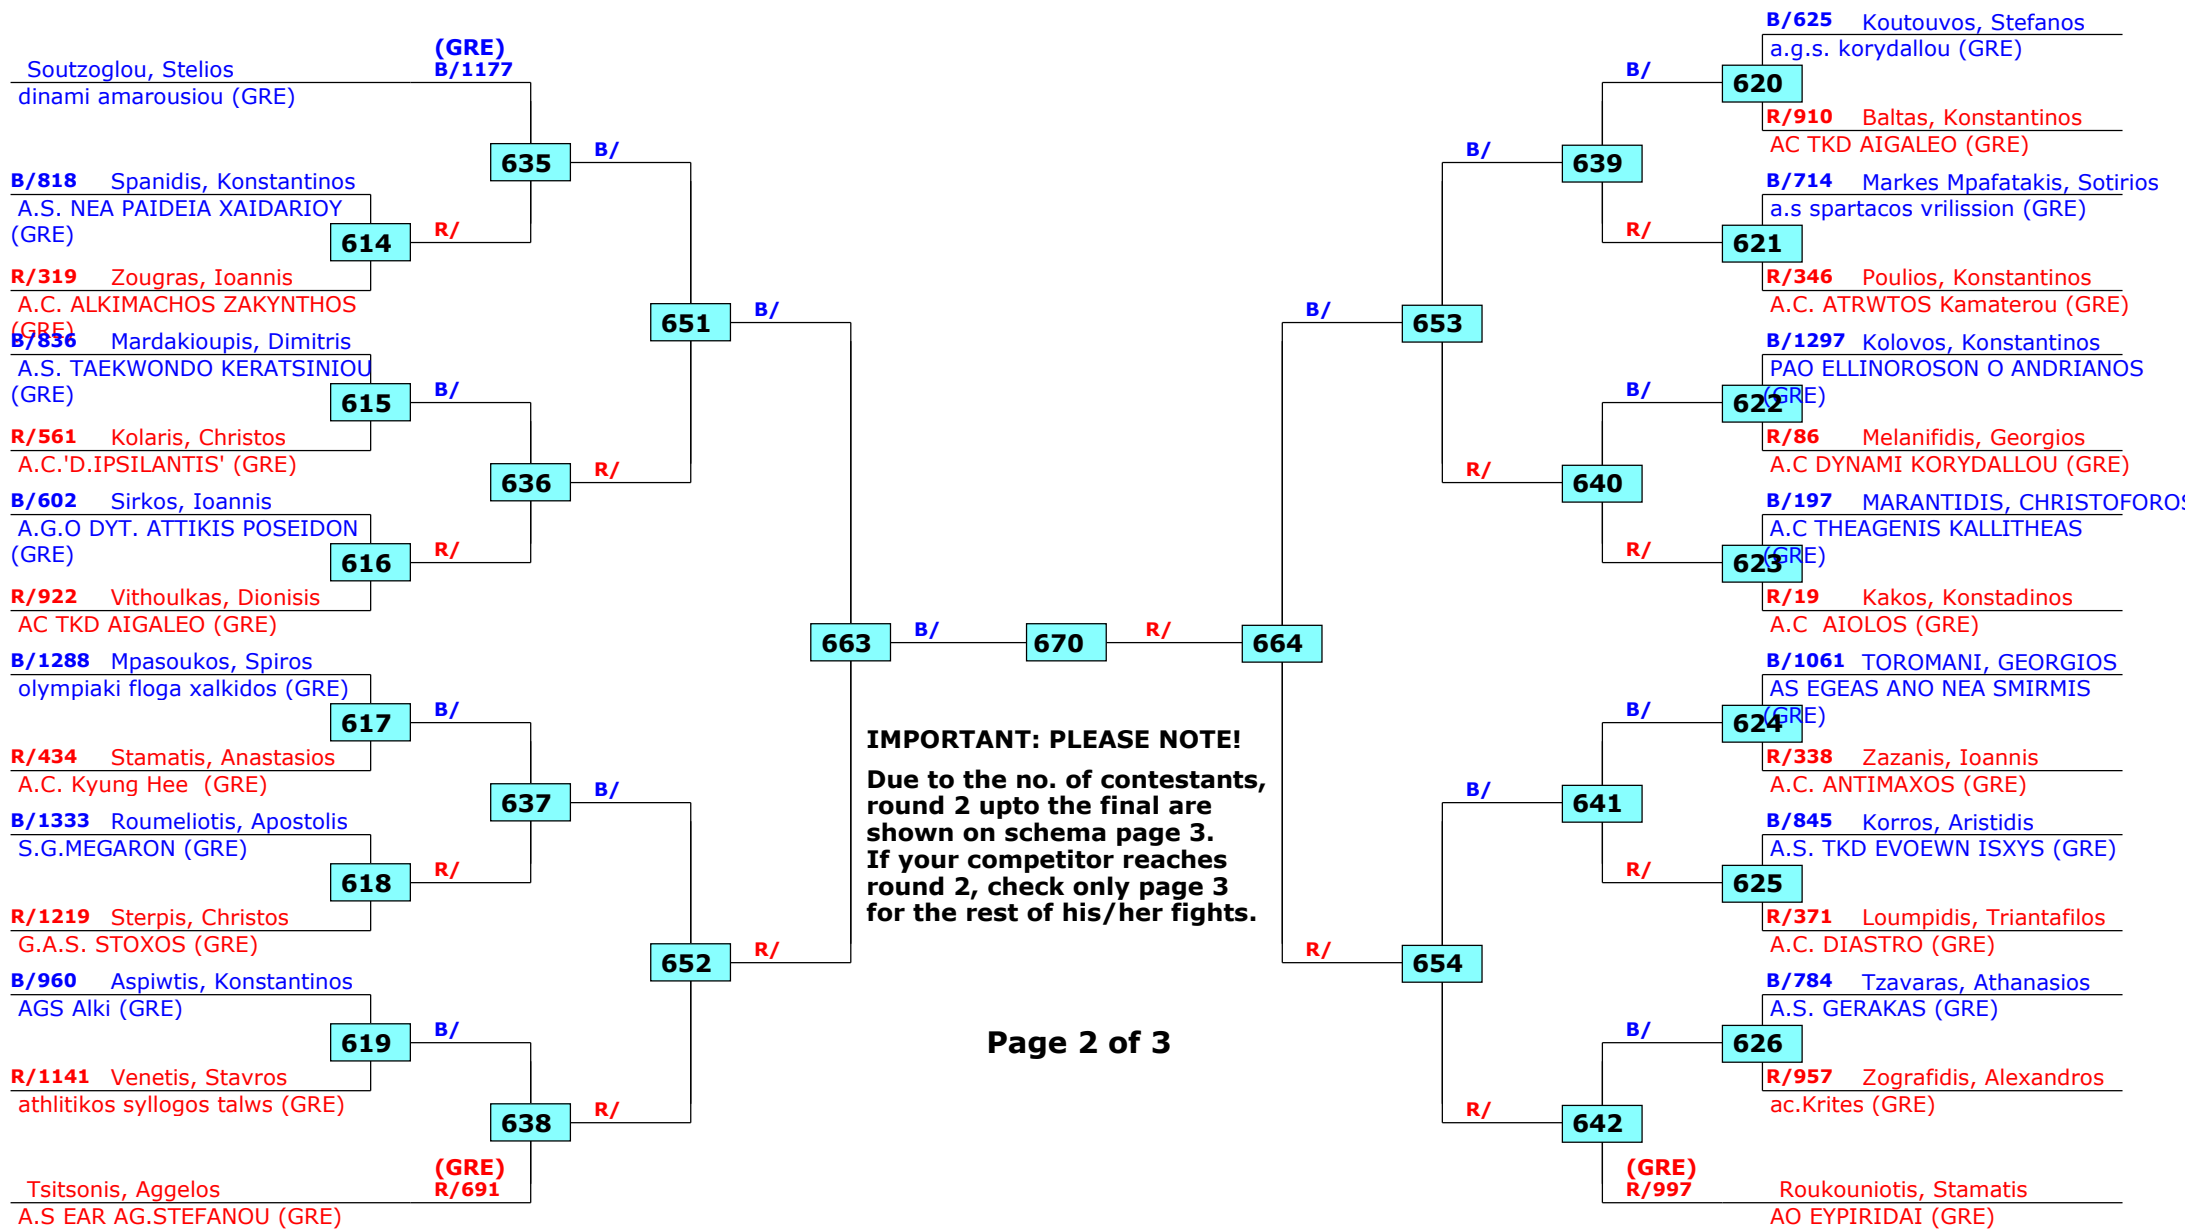 (GRE)
Soutzoglou, Stelios B/1177
dinami amarousiou (GRE)
635 B/
B/818 Spanidis, Konstantinos
A.S. NEA PAIDEIA XAIDARIOY
(GRE)
614 R/
R/319 Zougras, Ioannis
A.C. ALKIMACHOS ZAKYNTHOS
(GRE)
651 B/
B/836 Mardakioupis, Dimitris
A.S. TAEKWONDO KERATSINIOU
(GRE)
615 B/
R/561 Kolaris, Christos
A.C.'D.IPSILANTIS' (GRE)
636 R/
B/602 Sirkos, Ioannis
A.G.O DYT. ATTIKIS POSEIDON
(GRE)
616 R/
R/922 Vithoulkas, Dionisis
AC TKD AIGALEO (GRE)
663 B/ 670 R/ 664
B/1288 Mpasoukos, Spiros
olympiaki floga xalkidos (GRE)
617 B/
R/434 Stamatis, Anastasios
A.C. Kyung Hee (GRE)
637 B/
B/1333 Roumeliotis, Apostolis
S.G.MEGARON (GRE)
618 R/
R/1219 Sterpis, Christos
G.A.S. STOXOS (GRE)
652 R/
B/960 Aspiwtis, Konstantinos
AGS Alki (GRE)
619 B/
R/1141 Venetis, Stavros
athlitikos syllogos talws (GRE)
638 R/
(GRE)
Tsitsonis, Aggelos R/691
A.S EAR AG.STEFANOU (GRE)
IMPORTANT: PLEASE NOTE!
Due to the no. of contestants,
round 2 upto the final are
shown on schema page 3.
If your competitor reaches
round 2, check only page 3
for the rest of his/her fights.
Page 2 of 3
B/625 Koutouvos, Stefanos
a.g.s. korydallou (GRE)
B/ 620
R/910 Baltas, Konstantinos
AC TKD AIGALEO (GRE)
B/ 639
B/714 Markes Mpafatakis, Sotirios
a.s spartacos vrilission (GRE)
R/ 621
R/346 Poulios, Konstantinos
A.C. ATRWTOS Kamaterou (GRE)
B/ 653
B/1297 Kolovos, Konstantinos
PAO ELLINOROSON O ANDRIANOS
(GRE)
B/ 622
R/86 Melanifidis, Georgios
A.C DYNAMI KORYDALLOU (GRE)
R/ 640
B/197 MARANTIDIS, CHRISTOFOROS
A.C THEAGENIS KALLITHEAS
(GRE)
R/ 623
R/19 Kakos, Konstadinos
A.C AIOLOS (GRE)
B/1061 TOROMANI, GEORGIOS
AS EGEAS ANO NEA SMIRMIS
(GRE)
B/ 624
R/338 Zazanis, Ioannis
A.C. ANTIMAXOS (GRE)
B/ 641
B/845 Korros, Aristidis
A.S. TKD EVOEWN ISXYS (GRE)
R/ 625
R/371 Loumpidis, Triantafilos
A.C. DIASTRO (GRE)
R/ 654
B/784 Tzavaras, Athanasios
A.S. GERAKAS (GRE)
B/ 626
R/957 Zografidis, Alexandros
ac.Krites (GRE)
R/ 642
(GRE)
R/997 Roukouniotis, Stamatis
AO EYPIRIDAI (GRE)